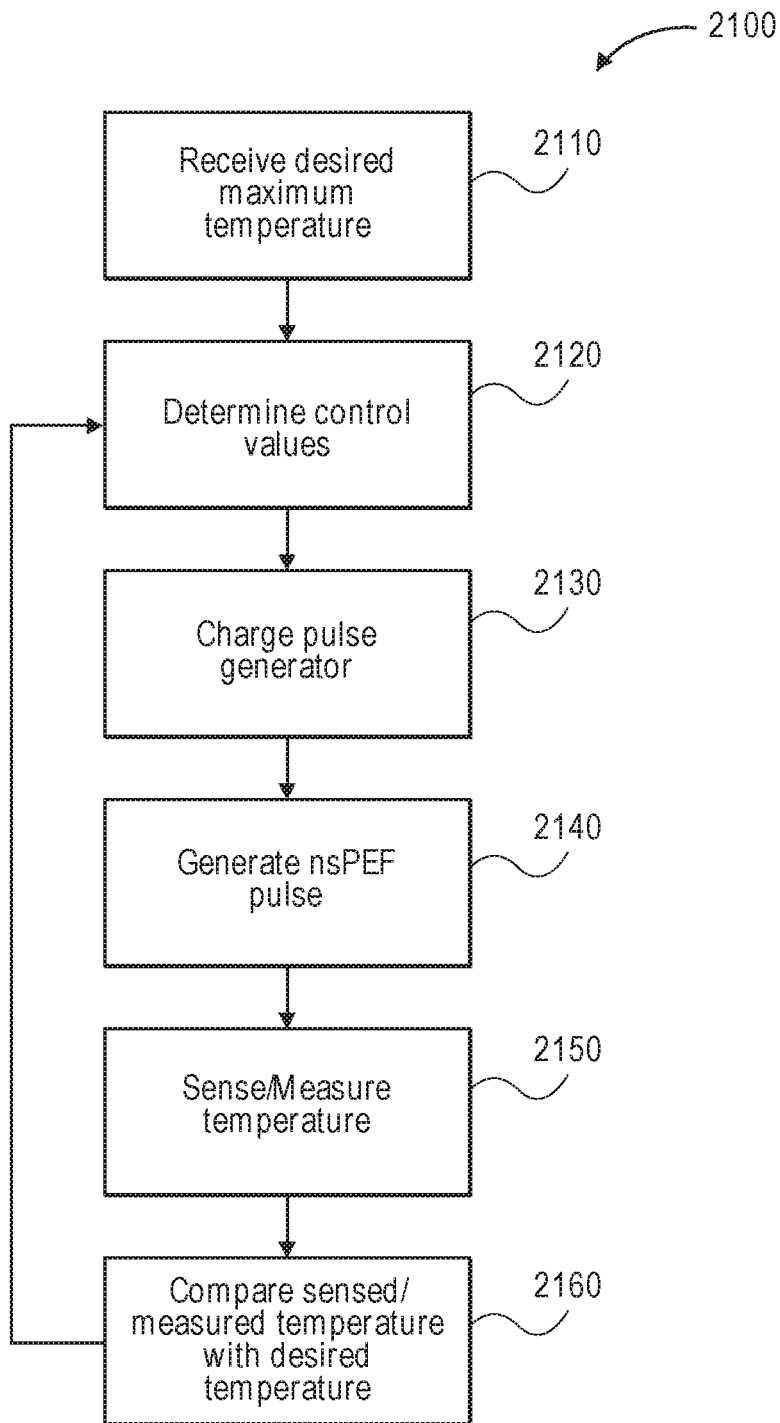 2100
2110
Receive desired
maximum
temperature
2120
Determine control
values
2130
Charge pulse
generator
2140
Generate nsPEF
pulse
2150
Sense/Measure
temperature
2160
Compare sensed/
measured temperature
with desired
temperature